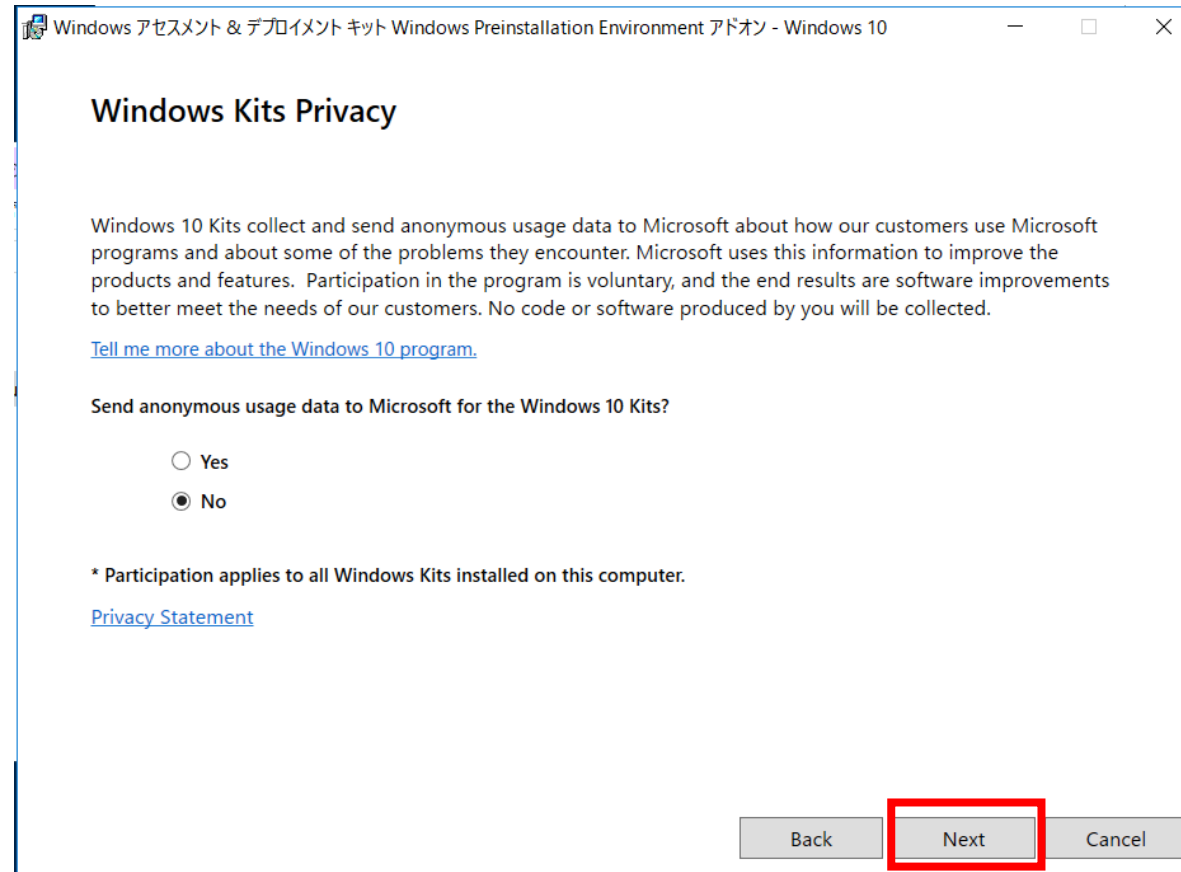 Windows アセスメント & デプロイメント キット Windows Preinstallation Environment アドオン - Windows 10
Windows Kits Privacy
Windows 10 Kits collect and send anonymous usage data to Microsoft about how our customers use Microsoft
programs and about some of the problems they encounter. Microsoft uses this information to improve the
products and features.  Participation in the program is voluntary, and the end results are software improvements
to better meet the needs of our customers. No code or software produced by you will be collected.
Tell me more about the Windows 10 program.
Send anonymous usage data to Microsoft for the Windows 10 Kits?
Yes
No
* Participation applies to all Windows Kits installed on this computer.
Privacy Statement
Back Next Cancel